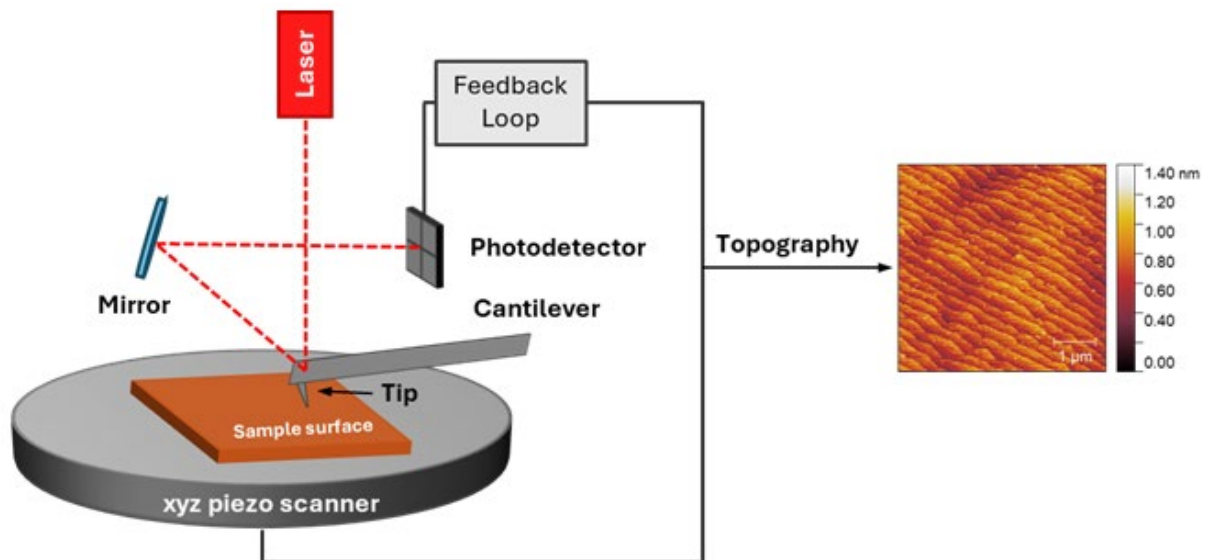 Laser
Feedback
Loop
Photodetector
Mirror
Cantilever
Tip
Sample surface
xyz piezo scanner
Topography
1.40 nm
1.20
1.00
0.80
0.60
0.40
0.00
1 µm